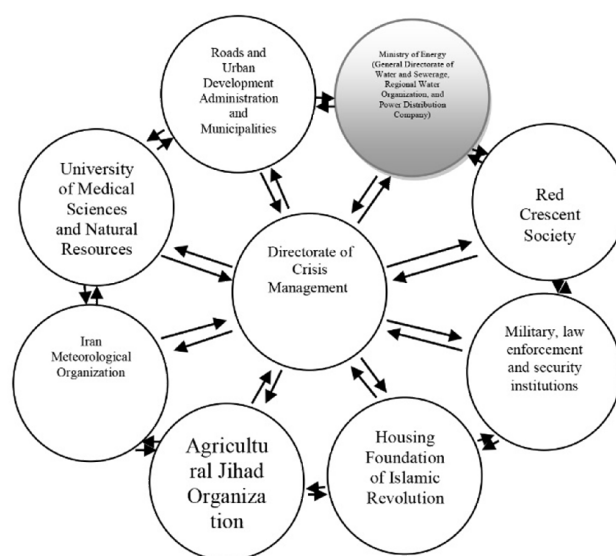 Roads and
Urban
Development
Administration
and
Municipalities
Ministry of Energy
(General Directorate of
Water and Sewerage,
Regional Water
Organization, and
Power Distribution
Company)
University
of Medical
Sciences
and Natural
Resources
Red
Crescent
Society
Directorate of
Crisis
Management
Iran
Meteorological
Organization
Military, law
enforcement
and security
institutions
Agricultu
ral Jihad
Organiza
tion
Housing
Foundation
of Islamic
Revolution